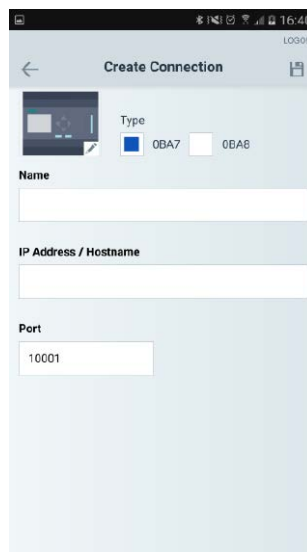 16:40
LOGO!
Create Connection
Type
0BA7 0BA8
Name
IP Address / Hostname
Port
10001